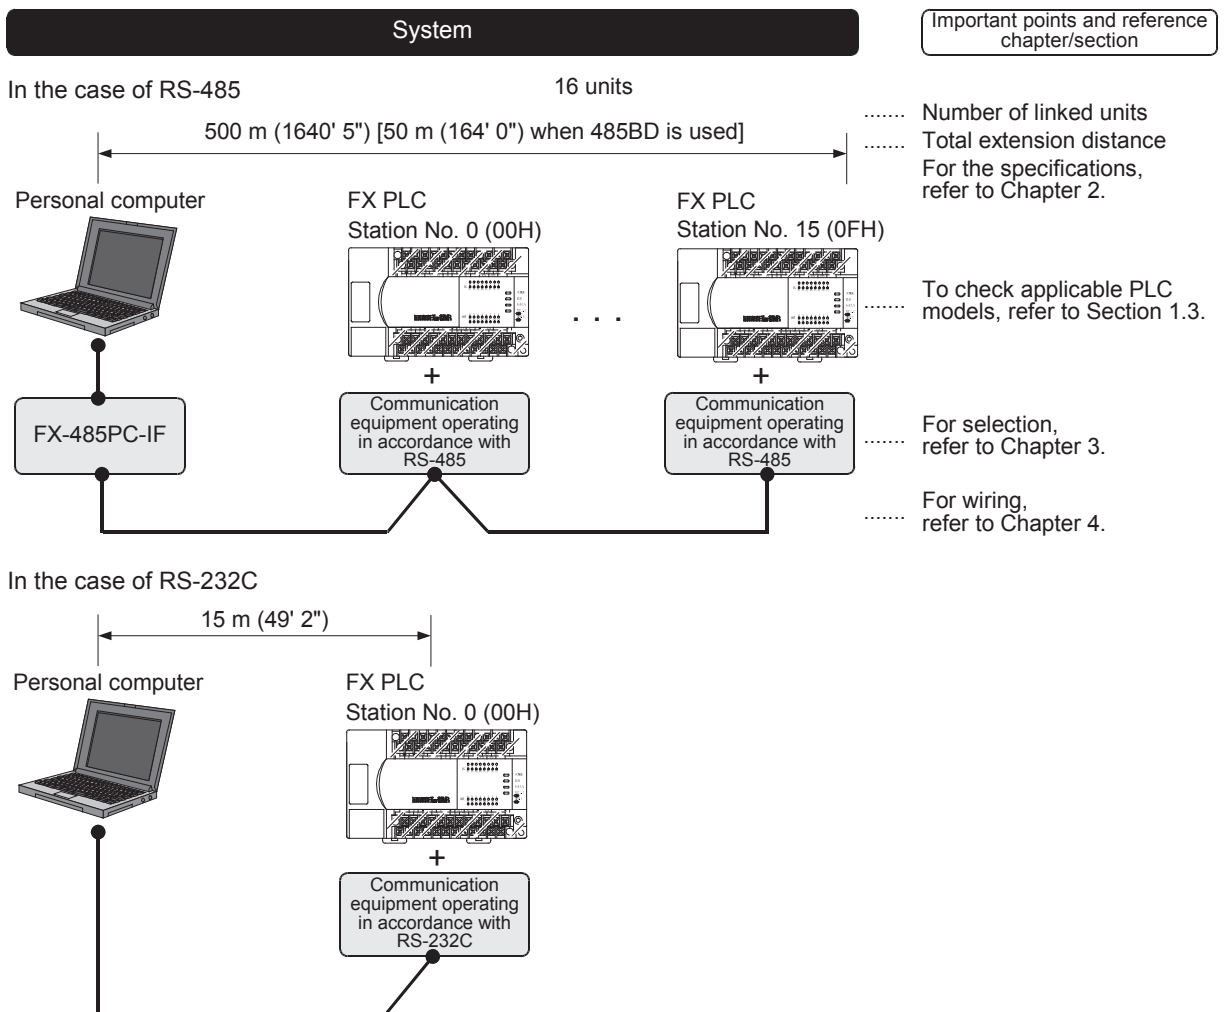 System
Important points and reference
chapter/section
In the case of RS-485
16 units
500 m (1640' 5") [50 m (164' 0") when 485BD is used]
....... Number of linked units
....... Total extension distance
For the specifications,
refer to Chapter 2.
Personal computer
FX PLC
Station No. 0 (00H)
FX PLC
Station No. 15 (0FH)
. . .
....... To check applicable PLC
models, refer to Section 1.3.
+
+
FX-485PC-IF
Communication
equipment operating
in accordance with
RS-485
Communication
equipment operating
in accordance with
RS-485
....... For selection,
refer to Chapter 3.
....... For wiring,
refer to Chapter 4.
In the case of RS-232C
15 m (49' 2")
Personal computer
FX PLC
Station No. 0 (00H)
+
Communication
equipment operating
in accordance with
RS-232C